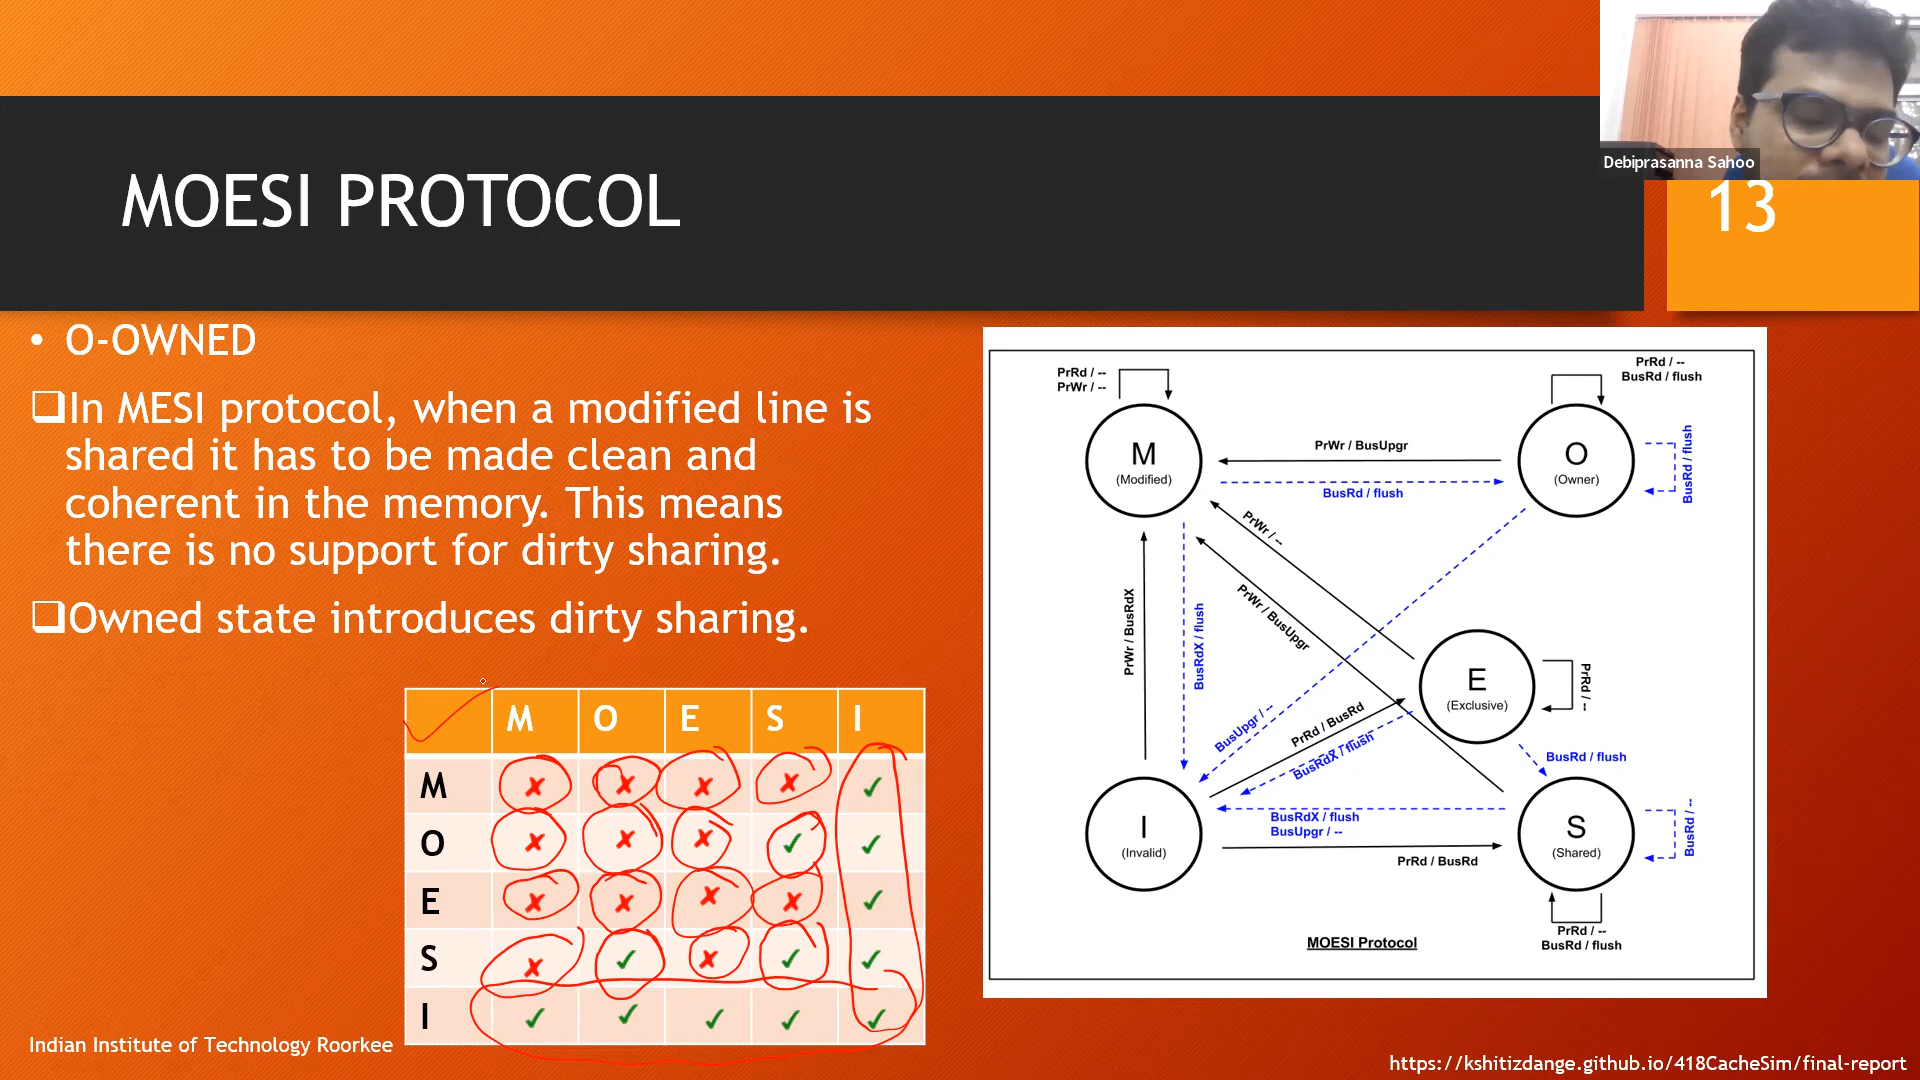 Debiprasanna Sahoo
MOESI PROTOCOL
13
• O-OWNED
❑In MESI protocol, when a modified line is
shared it has to be made clean and
coherent in the memory. This means
there is no support for dirty sharing.
❑Owned state introduces dirty sharing.
M O E S I
M ✘ ✘ ✘ ✘ ✓
O ✘ ✘ ✘ ✓ ✓
E ✘ ✘ ✘ ✘ ✓
S ✘ ✓ ✘ ✓ ✓
I ✓ ✓ ✓ ✓ ✓
PrRd / --
PrWr / --
PrRd / --
BusRd / flush
M
(Modified)
PrWr / BusUpgr
BusRd / flush
O
(Owner)
BusRd / flush
PrWr / --
PrWr / BusUpgr
PrWr / BusRdX
BusRdX / flush
BusUpgr / --
PrRd / BusRd
BusRdX / flush
E
(Exclusive)
PrRd / --
BusRd / flush
I
(Invalid)
BusRdX / flush
BusUpgr / --
PrRd / BusRd
S
(Shared)
BusRd / --
PrRd / --
BusRd / flush
MOESI Protocol
Indian Institute of Technology Roorkee
https://kshitizdange.github.io/418CacheSim/final-report